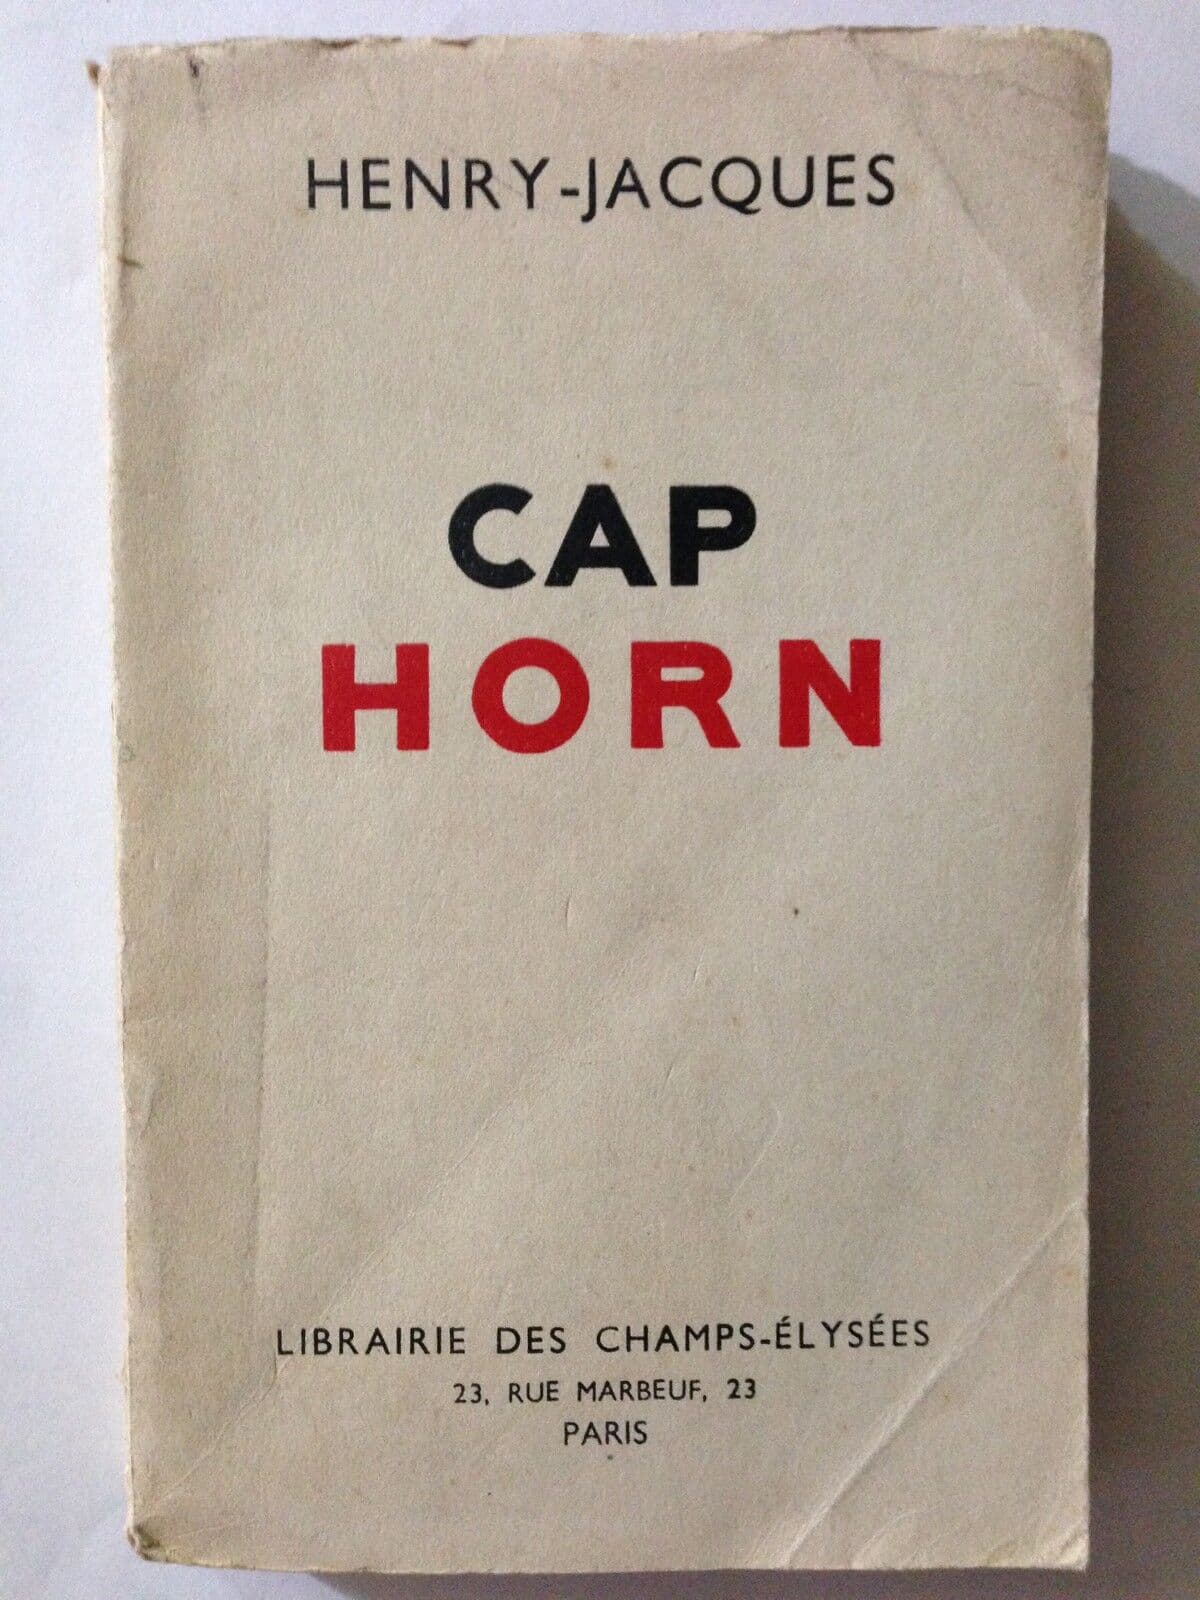 HENRY-JACQUES
CAP
HORN
LIBRAIRIE DES CHAMPS-ÉLYSÉES
23, RUE MARBEUF, 23
PARIS